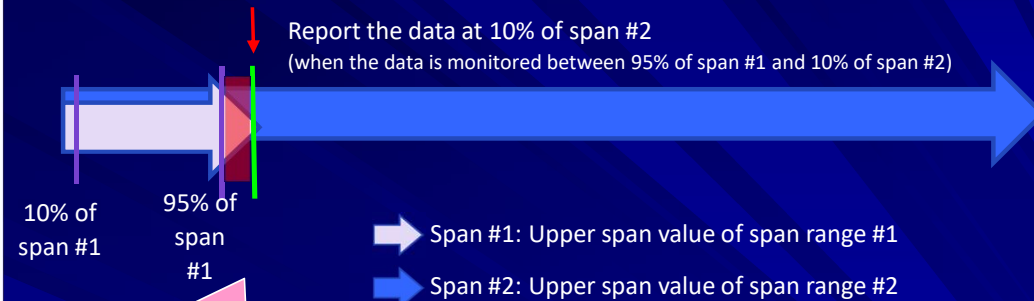 Report the data at 10% of span #2
(when the data is monitored between 95% of span #1 and 10% of span #2)
10% of
span #1
95% of
span
#1
Span #1: Upper span value of span range #1
Span #2: Upper span value of span range #2